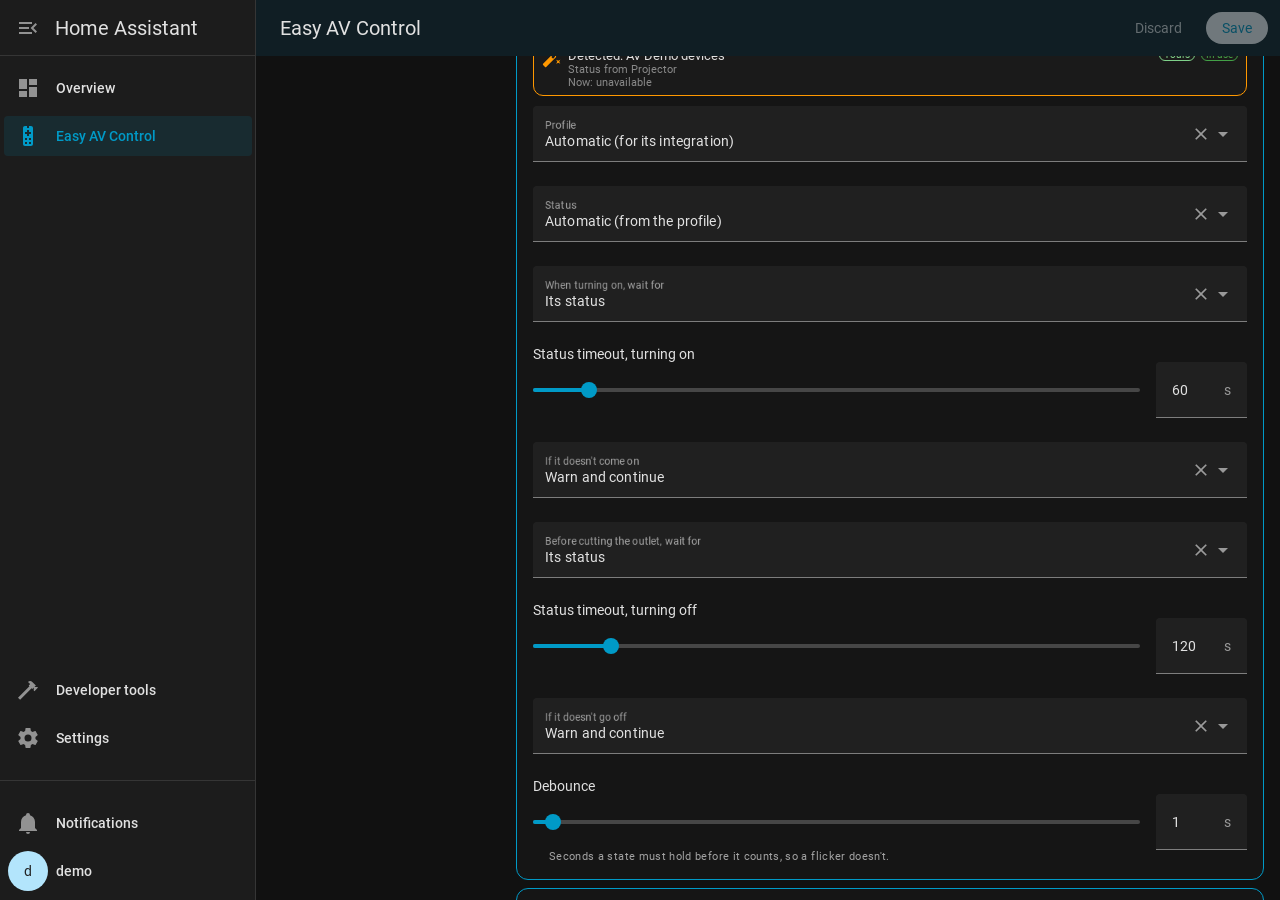 Home Assistant
Easy AV Control
Discard
Save
Overview
Easy AV Control
Developer tools
Settings
Notifications
d
demo
Detected: AV Demo devices
Status from Projector
Now: unavailable
Profile
Automatic (for its integration)
Status
Automatic (from the profile)
When turning on, wait for
Its status
Status timeout, turning on
60 s
If it doesn't come on
Warn and continue
Before cutting the outlet, wait for
Its status
Status timeout, turning off
120 s
If it doesn't go off
Warn and continue
Debounce
1 s
Seconds a state must hold before it counts, so a flicker doesn't.